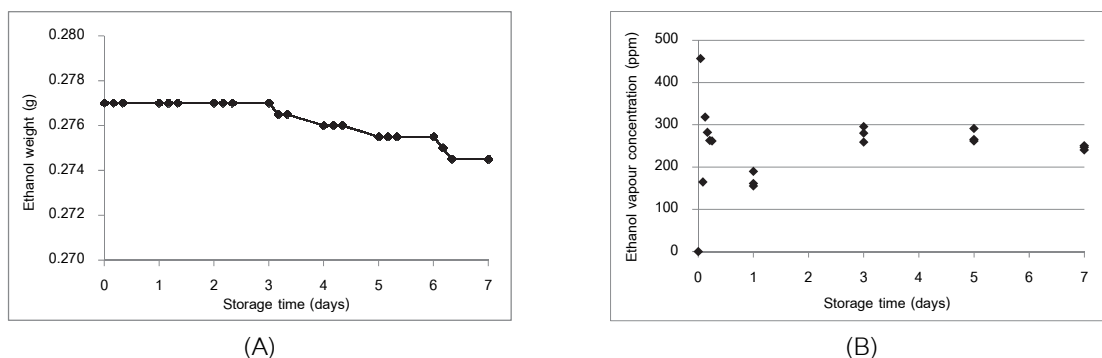 0.280
0.278
0.276
0.274
0.272
0.270
Ethanol weight (g)
0 1 2 3 4 5 6 7
Storage time (days)
(A)
500
400
300
200
100
0
Ethanol vapour concentration (ppm)
0 1 2 3 4 5 6 7
Storage time (days)
(B)